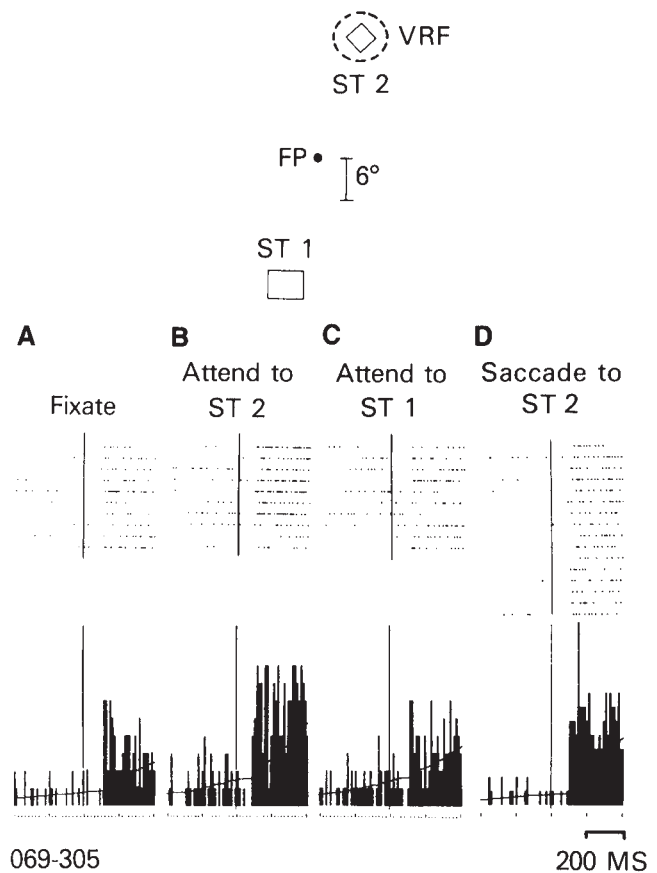 VRF
ST 2
FP
6°
ST 1
A B C D
Fixate
Attend to
ST 2
Attend to
ST 1
Saccade to
ST 2
069-305
200 MS